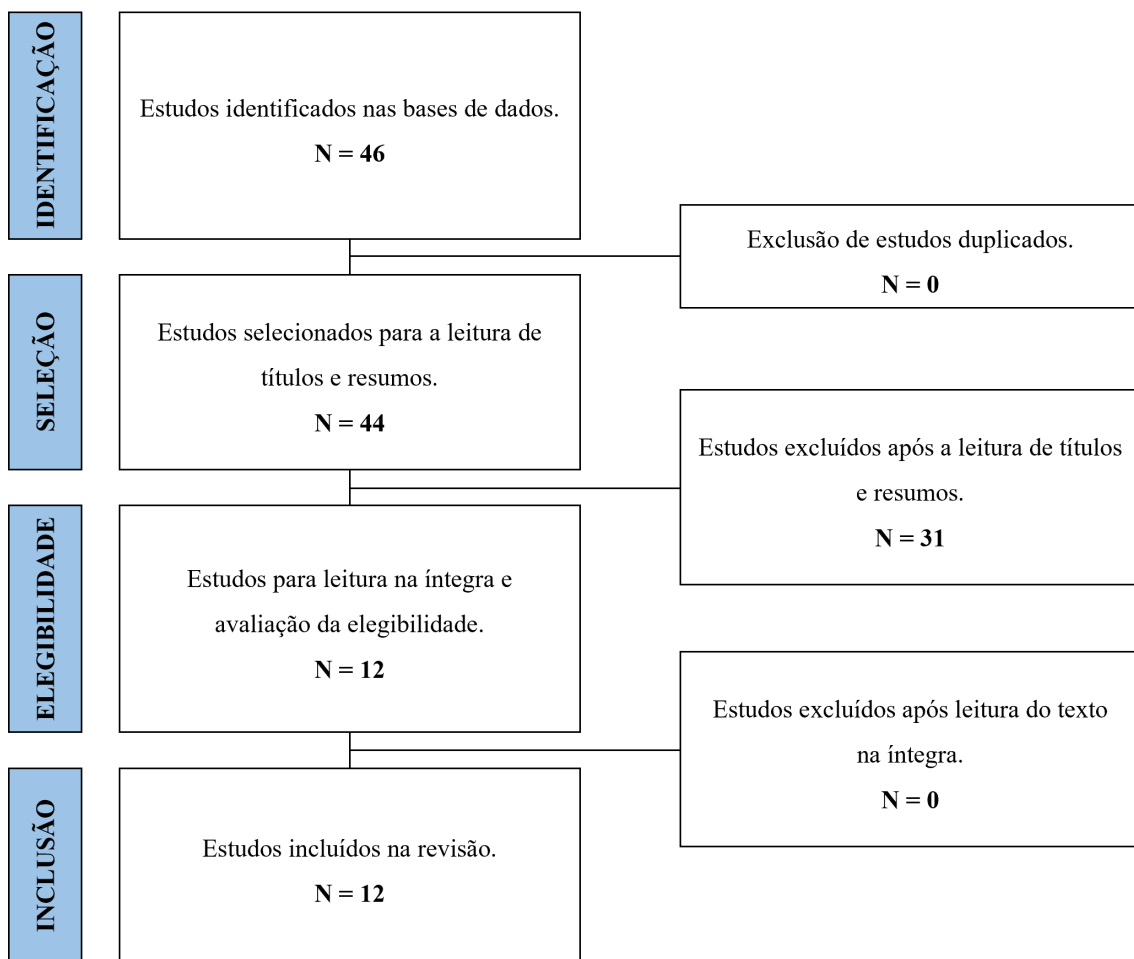 IDENTIFICAÇÃO
Estudos identificados nas bases de dados.
N = 46
Exclusão de estudos duplicados.
N = 0
SELEÇÃO
Estudos selecionados para a leitura de
títulos e resumos.
N = 44
Estudos excluídos após a leitura de títulos
e resumos.
N = 31
ELEGIBILIDADE
Estudos para leitura na íntegra e
avaliação da elegibilidade.
N = 12
Estudos excluídos após leitura do texto
na íntegra.
N = 0
INCLUSÃO
Estudos incluídos na revisão.
N = 12